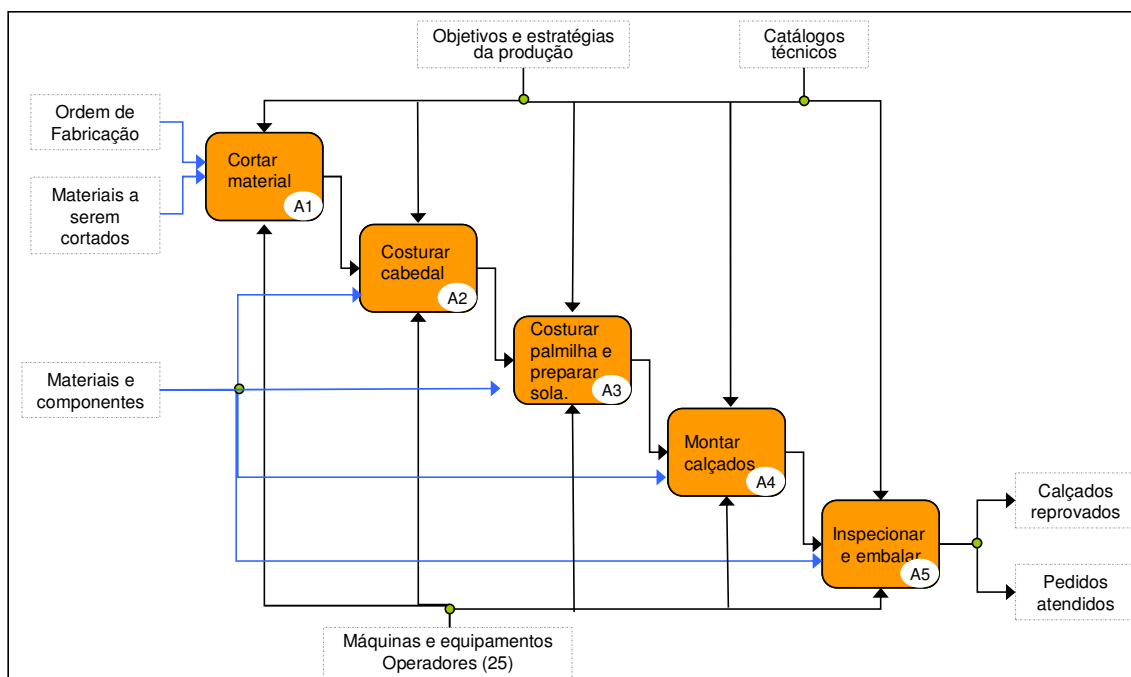 Objetivos e estratégias
da produção
Catálogos
técnicos
Ordem de
Fabricação
Materiais a
serem
cortados
Cortar
material
A1
Costurar
cabedal
A2
Costurar
palmilha e
preparar
sola.
A3
Materiais e
componentes
Montar
calçados
A4
Inspecionar
e embalar
A5
Calçados
reprovados
Pedidos
atendidos
Máquinas e equipamentos
Operadores (25)